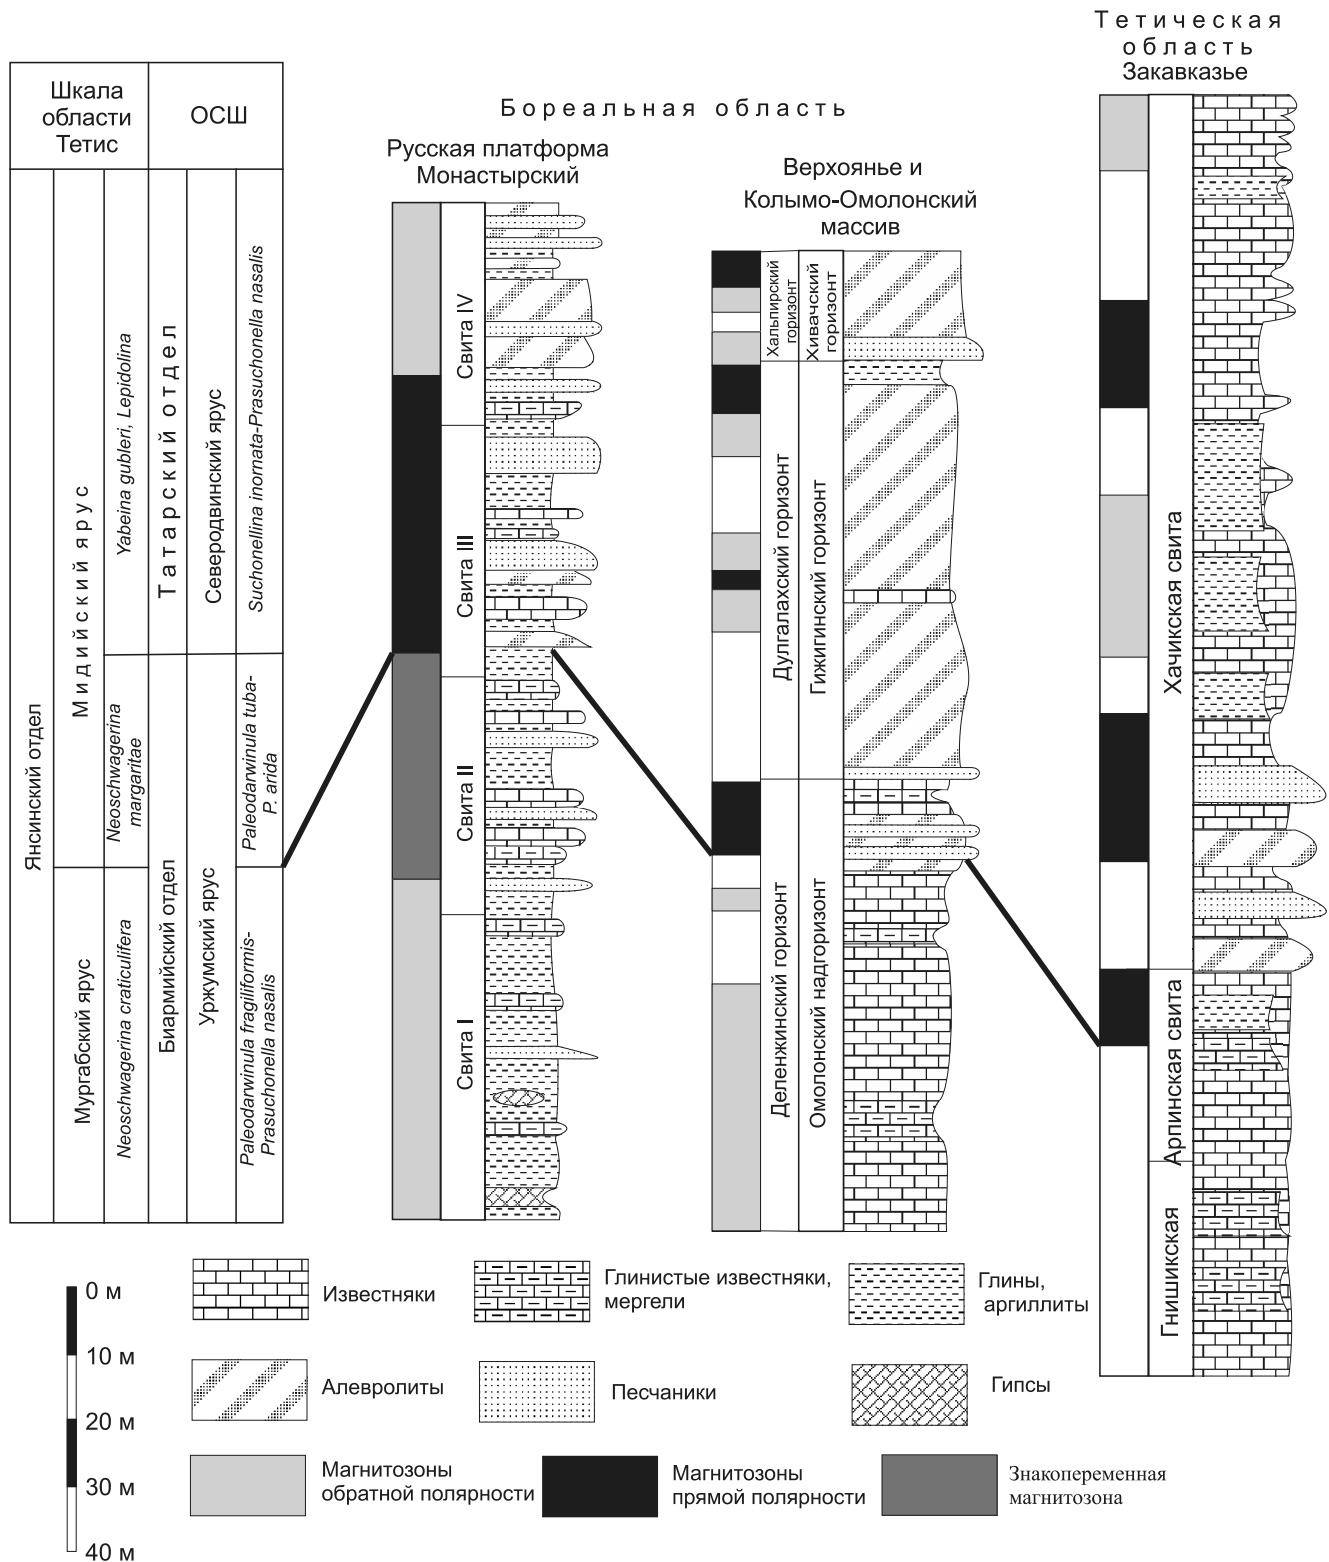 Тетическая
область
Закавказье
Шкала
области
Тетис
ОСШ
Бореальная область
Русская платформа
Монастырский
Верхоянье и
Колымо-Омолонский
массив
Янсинский отдел
Мидийский ярус
Мургабский ярус
Yabeina gubleri, Lepidolina
Neoschwagerina
margaritae
Neoschwagerina craticulifera
Татарский отдел
Биармийский отдел
Северодвинский ярус
Уржумский ярус
Suchonellina inornata-Prasuchonella nasalis
Paleodarwinula tuba-
P. arida
Paleodarwinula fragiliformis-
Prasuchonella nasalis
Свита IV
Свита III
Свита II
Свита I
Хальпирский
горизонт
Хивачский
горизонт
Дулгалахский горизонт
Гижигинский горизонт
Деленжинский горизонт
Омолонский надгоризонт
Хачикская свита
Арпинская свита
Гнишикская
0 м
10 м
20 м
30 м
40 м
Известняки
Глинистые известняки,
мергели
Глины,
аргиллиты
Алевролиты
Песчаники
Гипсы
Магнитозоны
обратной полярности
Магнитозоны
прямой полярности
Знакопеременная
магнитозона